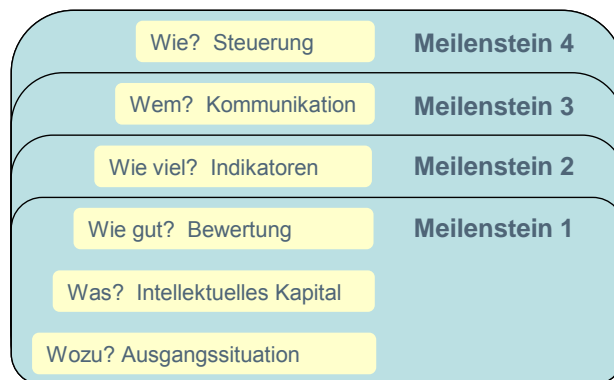 Wie? Steuerung Meilenstein 4
Wem? Kommunikation Meilenstein 3
Wie viel? Indikatoren Meilenstein 2
Wie gut? Bewertung Meilenstein 1
Was? Intellektuelles Kapital
Wozu? Ausgangssituation